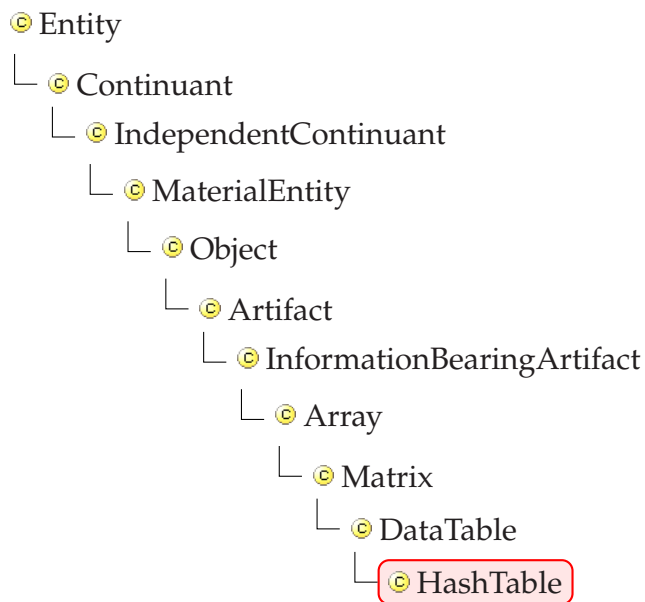 Entity
Continuant
IndependentContinuant
MaterialEntity
Object
Artifact
InformationBearingArtifact
Array
Matrix
DataTable
HashTable